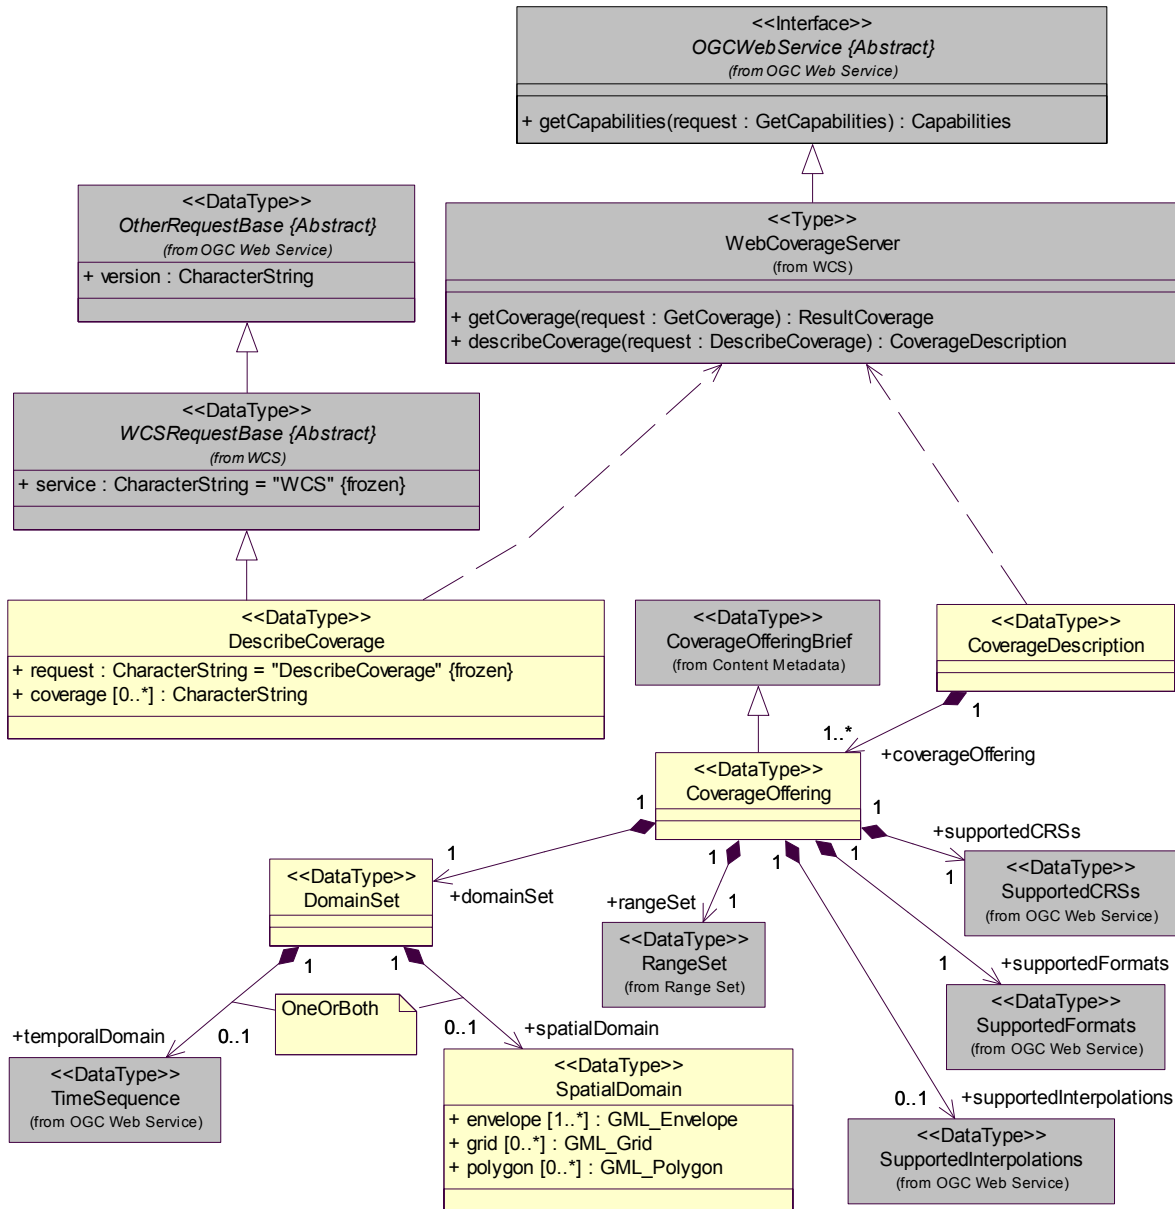 <<Interface>>
OGCWebService {Abstract}
(from OGC Web Service)
+ getCapabilities(request : GetCapabilities) : Capabilities
<<DataType>>
OtherRequestBase {Abstract}
(from OGC Web Service)
+ version : CharacterString
<<Type>>
WebCoverageServer
(from WCS)
+ getCoverage(request : GetCoverage) : ResultCoverage
+ describeCoverage(request : DescribeCoverage) : CoverageDescription
<<DataType>>
WCSRequestBase {Abstract}
(from WCS)
+ service : CharacterString = "WCS" {frozen}
<<DataType>>
DescribeCoverage
+ request : CharacterString = "DescribeCoverage" {frozen}
+ coverage [0..*] : CharacterString
<<DataType>>
CoverageOfferingBrief
(from Content Metadata)
<<DataType>>
CoverageDescription
1
1..*
+coverageOffering
<<DataType>>
CoverageOffering
1
1
+domainSet
1
+rangeSet
1
1
0..1
+supportedInterpolations
1
1
+supportedFormats
1
+supportedCRSs
1
<<DataType>>
DomainSet
<<DataType>>
RangeSet
(from Range Set)
<<DataType>>
SupportedCRSs
(from OGC Web Service)
<<DataType>>
SupportedFormats
(from OGC Web Service)
<<DataType>>
SupportedInterpolations
(from OGC Web Service)
1
1
OneOrBoth
+temporalDomain
0..1
0..1
+spatialDomain
<<DataType>>
TimeSequence
(from OGC Web Service)
<<DataType>>
SpatialDomain
+ envelope [1..*] : GML_Envelope
+ grid [0..*] : GML_Grid
+ polygon [0..*] : GML_Polygon